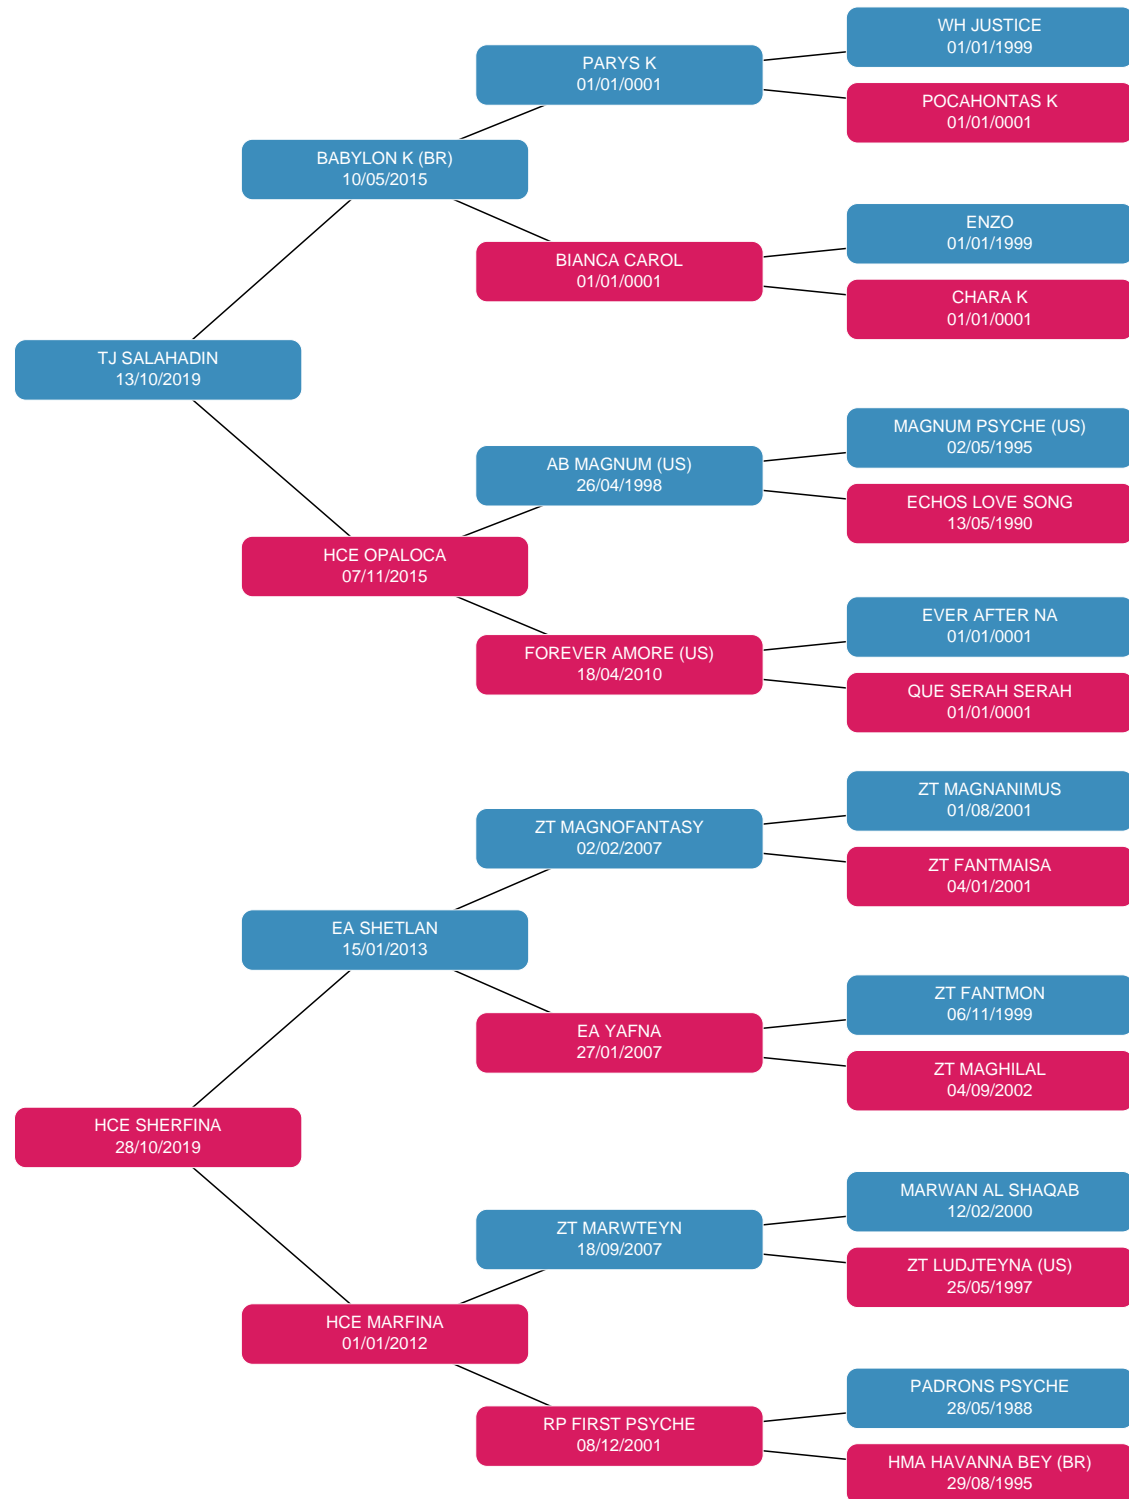 WH JUSTICE
01/01/1999
PARYS K
01/01/0001
POCAHONTAS K
01/01/0001
BABYLON K (BR)
10/05/2015
ENZO
01/01/1999
BIANCA CAROL
01/01/0001
CHARA K
01/01/0001
TJ SALAHADIN
13/10/2019
MAGNUM PSYCHE (US)
02/05/1995
AB MAGNUM (US)
26/04/1998
ECHOS LOVE SONG
13/05/1990
HCE OPALOCA
07/11/2015
EVER AFTER NA
01/01/0001
FOREVER AMORE (US)
18/04/2010
QUE SERAH SERAH
01/01/0001
ZT MAGNANIMUS
01/08/2001
ZT MAGNOFANTASY
02/02/2007
ZT FANTMAISA
04/01/2001
EA SHETLAN
15/01/2013
ZT FANTMON
06/11/1999
EA YAFNA
27/01/2007
ZT MAGHILAL
04/09/2002
HCE SHERFINA
28/10/2019
MARWAN AL SHAQAB
12/02/2000
ZT MARWTEYN
18/09/2007
ZT LUDJTEYNA (US)
25/05/1997
HCE MARFINA
01/01/2012
PADRONS PSYCHE
28/05/1988
RP FIRST PSYCHE
08/12/2001
HMA HAVANNA BEY (BR)
29/08/1995